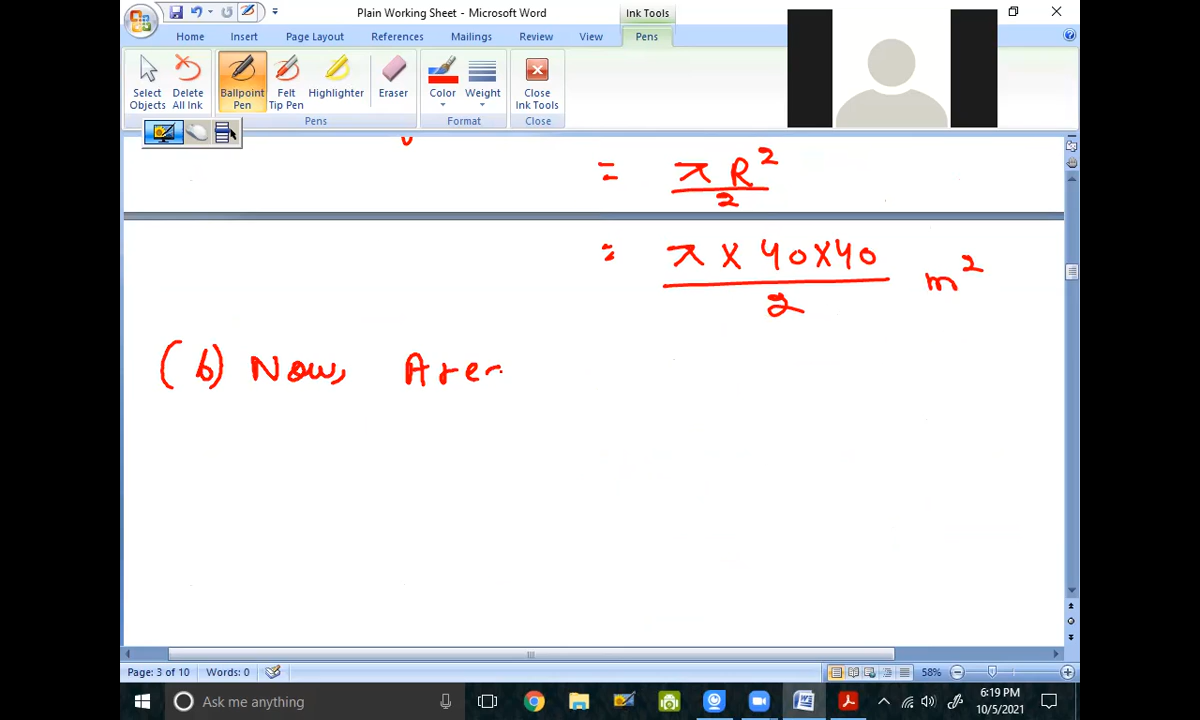 Plain Working Sheet - Microsoft Word
Ink Tools
Home Insert Page Layout References Mailings Review View Pens
Select Objects
Delete All Ink
Ballpoint Pen
Felt Tip Pen
Highlighter
Eraser
Color
Weight
Close Ink Tools
Pens
Format
Close
= π R²/2
= π × 40×40/2 m²
(b) Now, Are
Page: 3 of 10 Words: 0
58%
Ask me anything
6:19 PM
10/5/2021